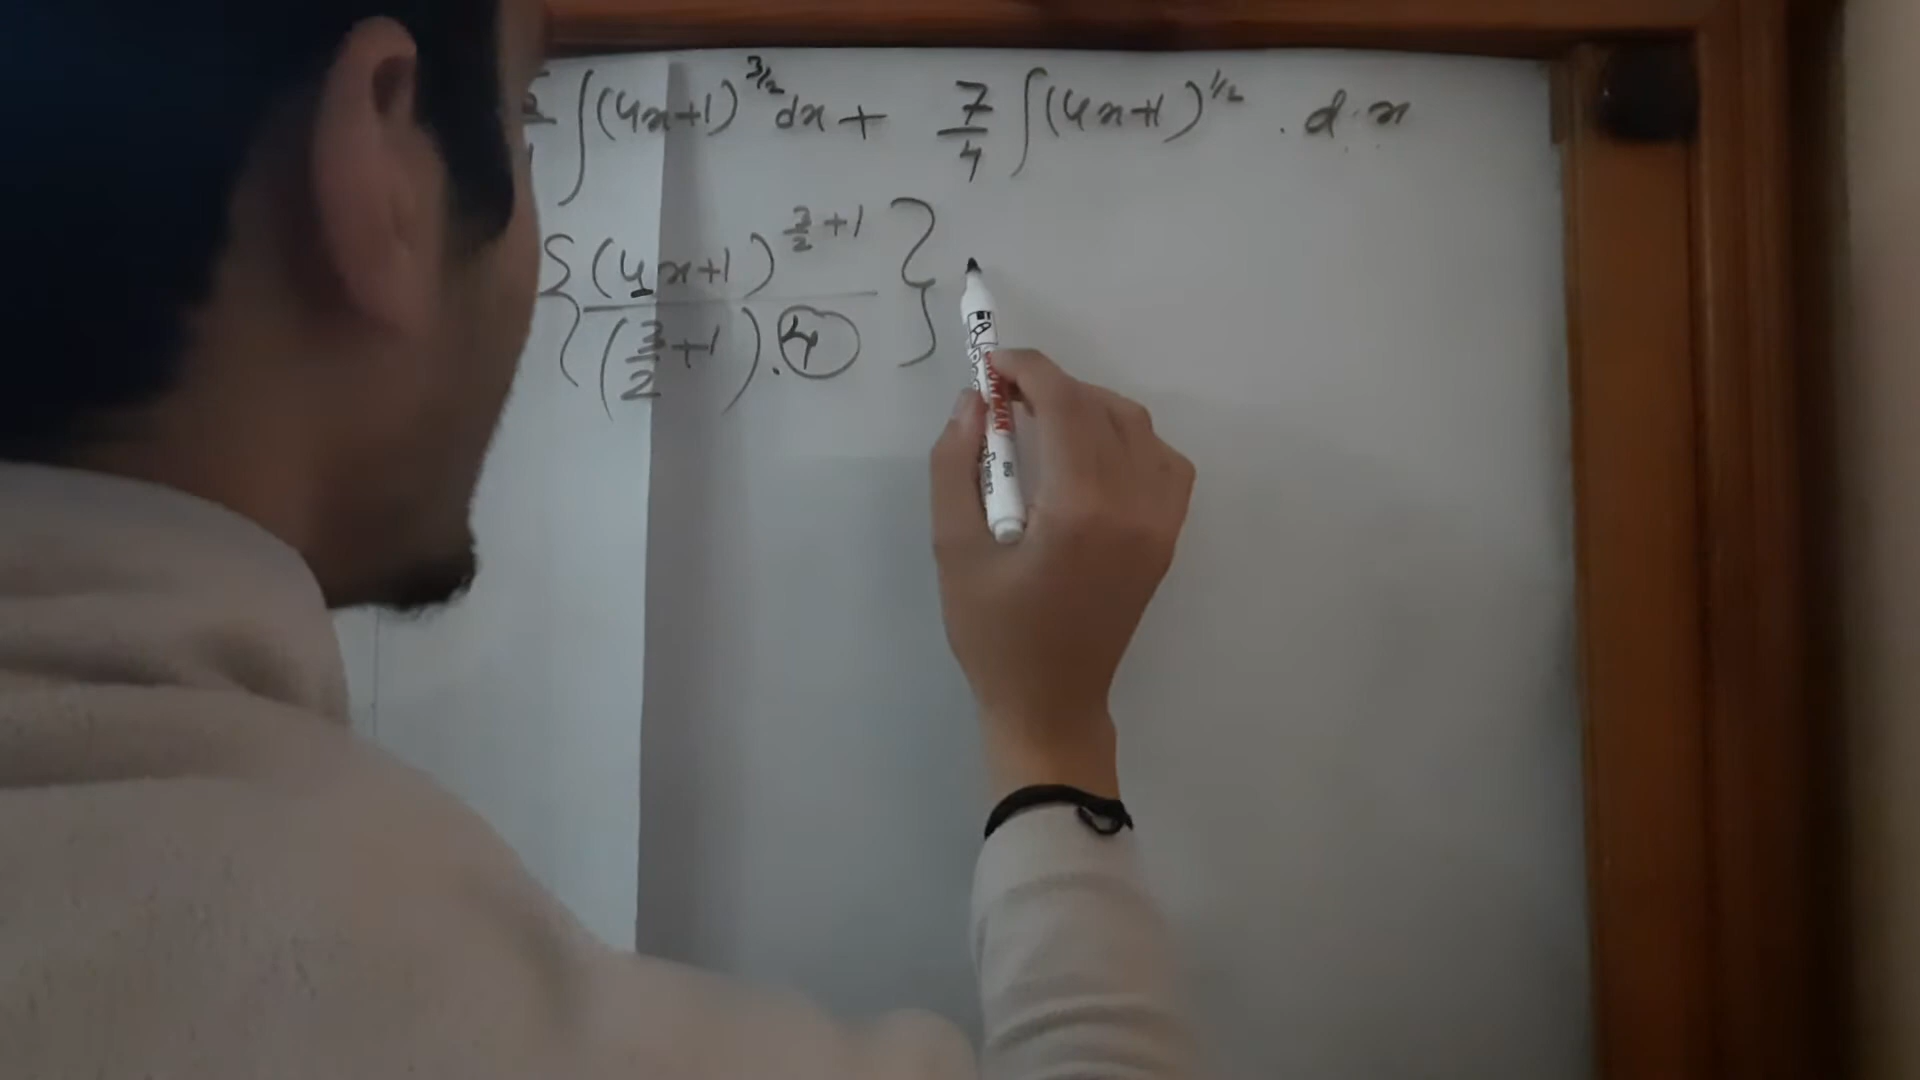 ∫(4x+1)^3/2 dx + 7/4 ∫(4x+1)^1/2 . d x
{(4x+1)^3/2+1 / (3/2+1).4}